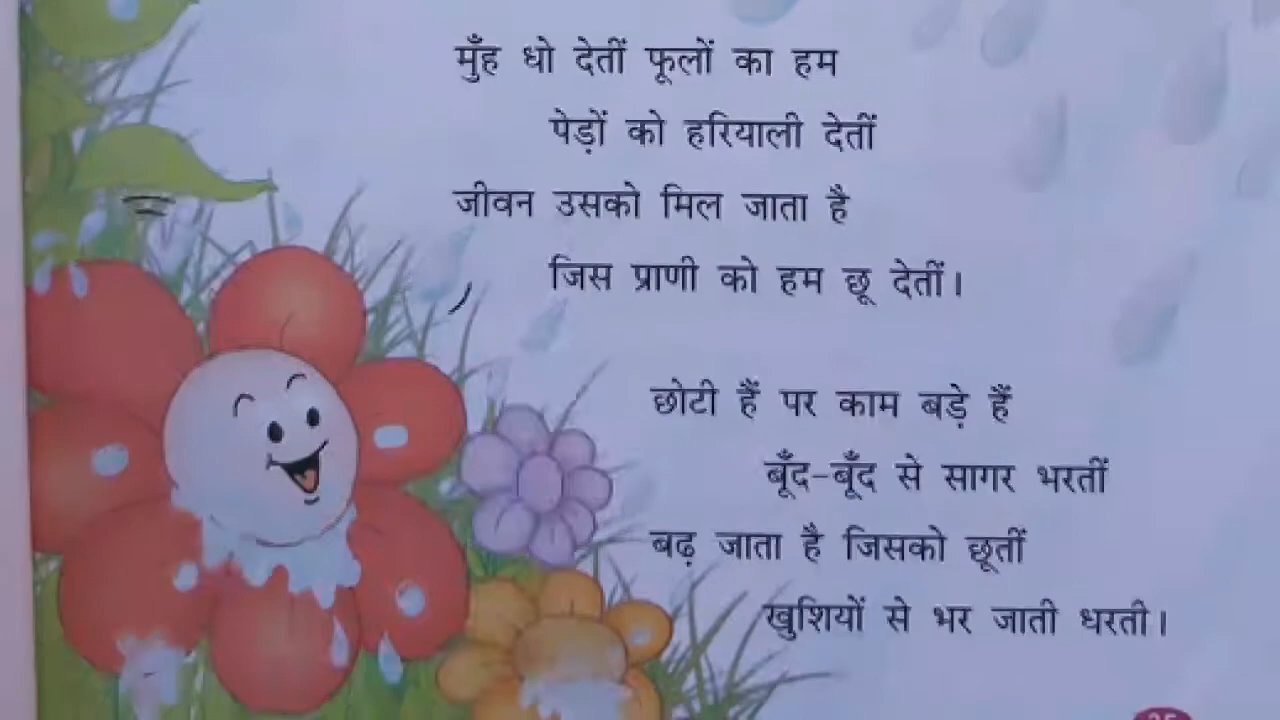 मुँह धो देतीं फूलों का हम
पेड़ों को हरियाली देतीं
जीवन उसको मिल जाता है
जिस प्राणी को हम छू देतीं।
छोटी हैं पर काम बड़े हैं
बूँद-बूँद से सागर भरतीं
बढ़ जाता है जिसको छूतीं
खुशियों से भर जाती धरती।